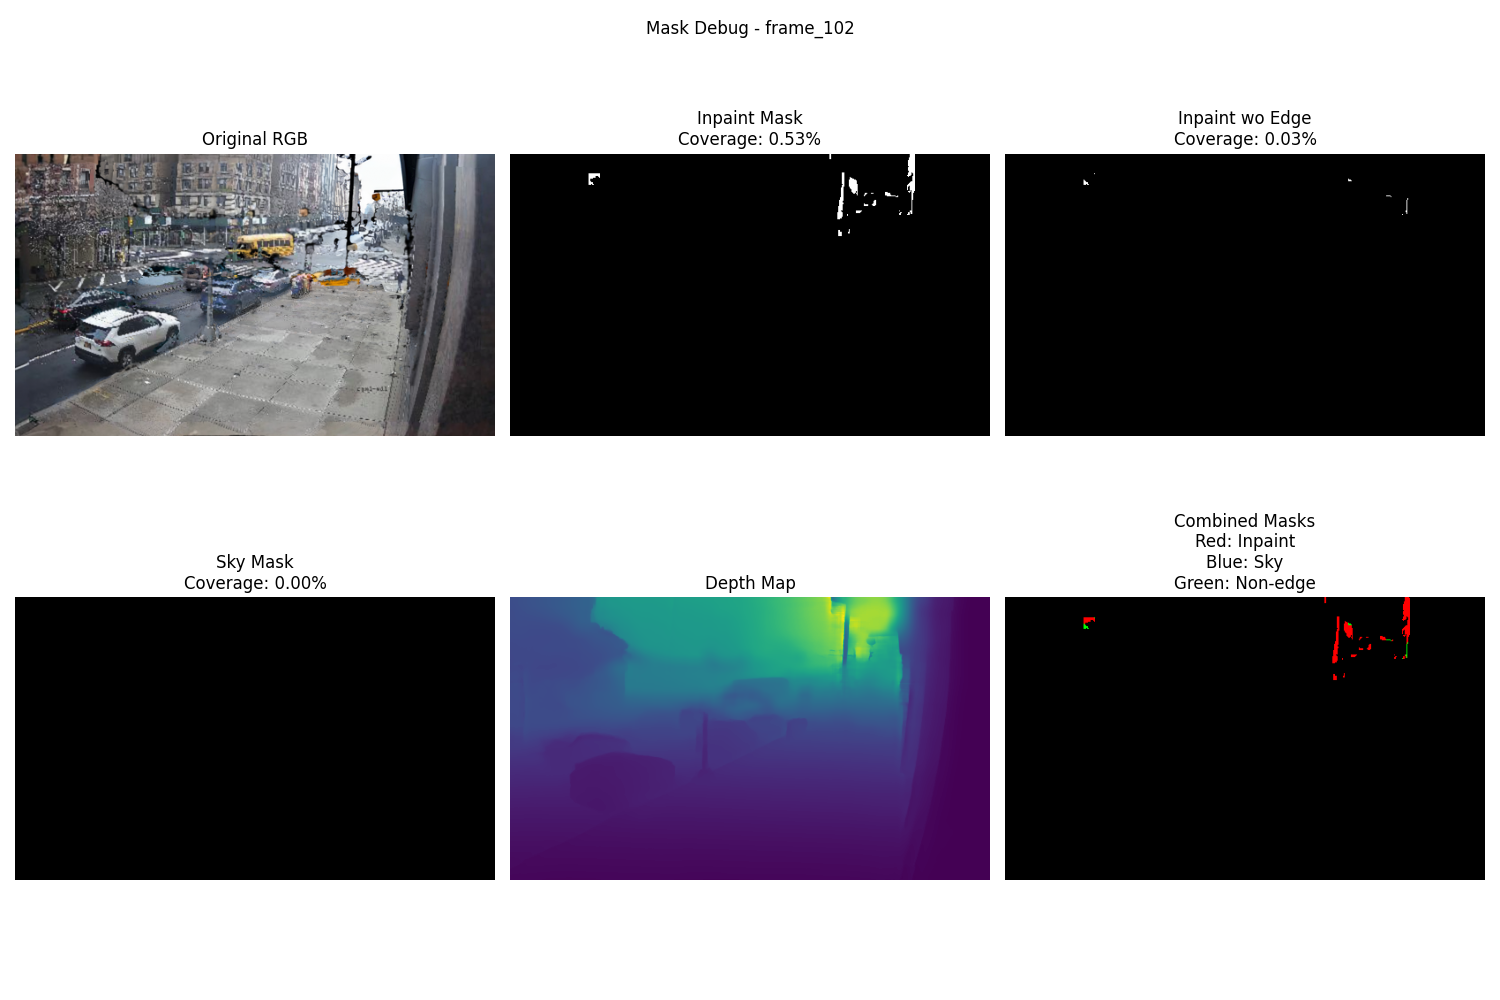 Mask Debug - frame_102
Original RGB
Inpaint Mask
Coverage: 0.53%
Inpaint wo Edge
Coverage: 0.03%
Sky Mask
Coverage: 0.00%
Depth Map
Combined Masks
Red: Inpaint
Blue: Sky
Green: Non-edge